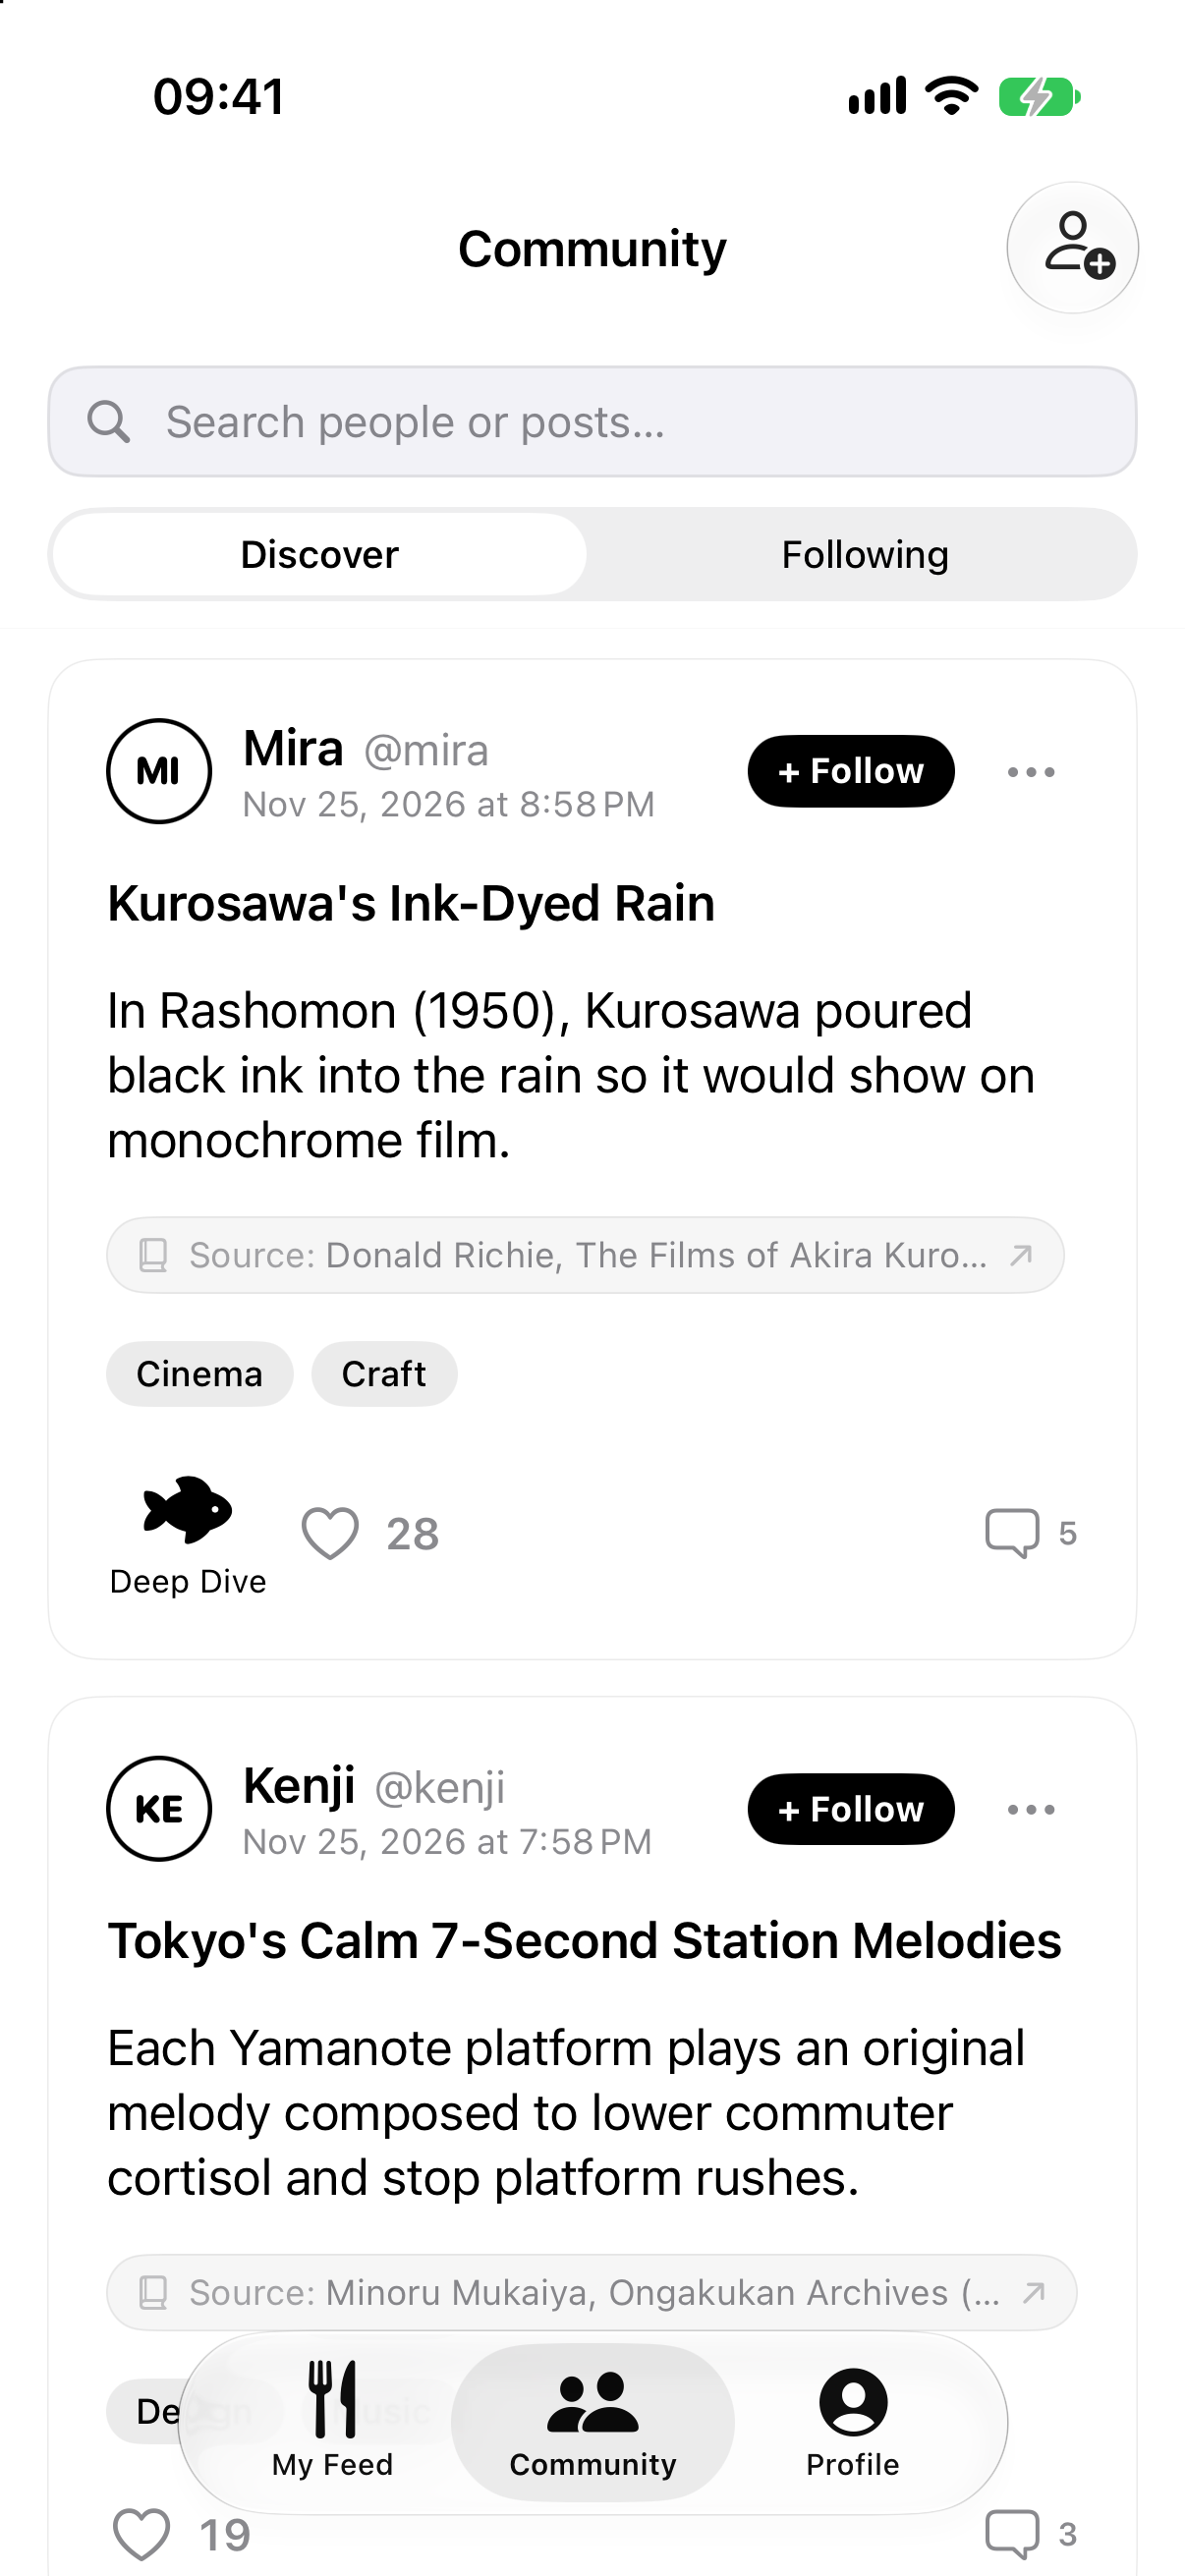 09:41
Community
Search people or posts...
Discover
Following
MI
Mira @mira
Nov 25, 2026 at 8:58 PM
+ Follow
Kurosawa's Ink-Dyed Rain
In Rashomon (1950), Kurosawa poured
black ink into the rain so it would show on
monochrome film.
Source: Donald Richie, The Films of Akira Kuro...
Cinema
Craft
Deep Dive
28
5
KE
Kenji @kenji
Nov 25, 2026 at 7:58 PM
+ Follow
Tokyo's Calm 7-Second Station Melodies
Each Yamanote platform plays an original
melody composed to lower commuter
cortisol and stop platform rushes.
Source: Minoru Mukaiya, Ongakukan Archives (...
My Feed
Community
Profile
19
3